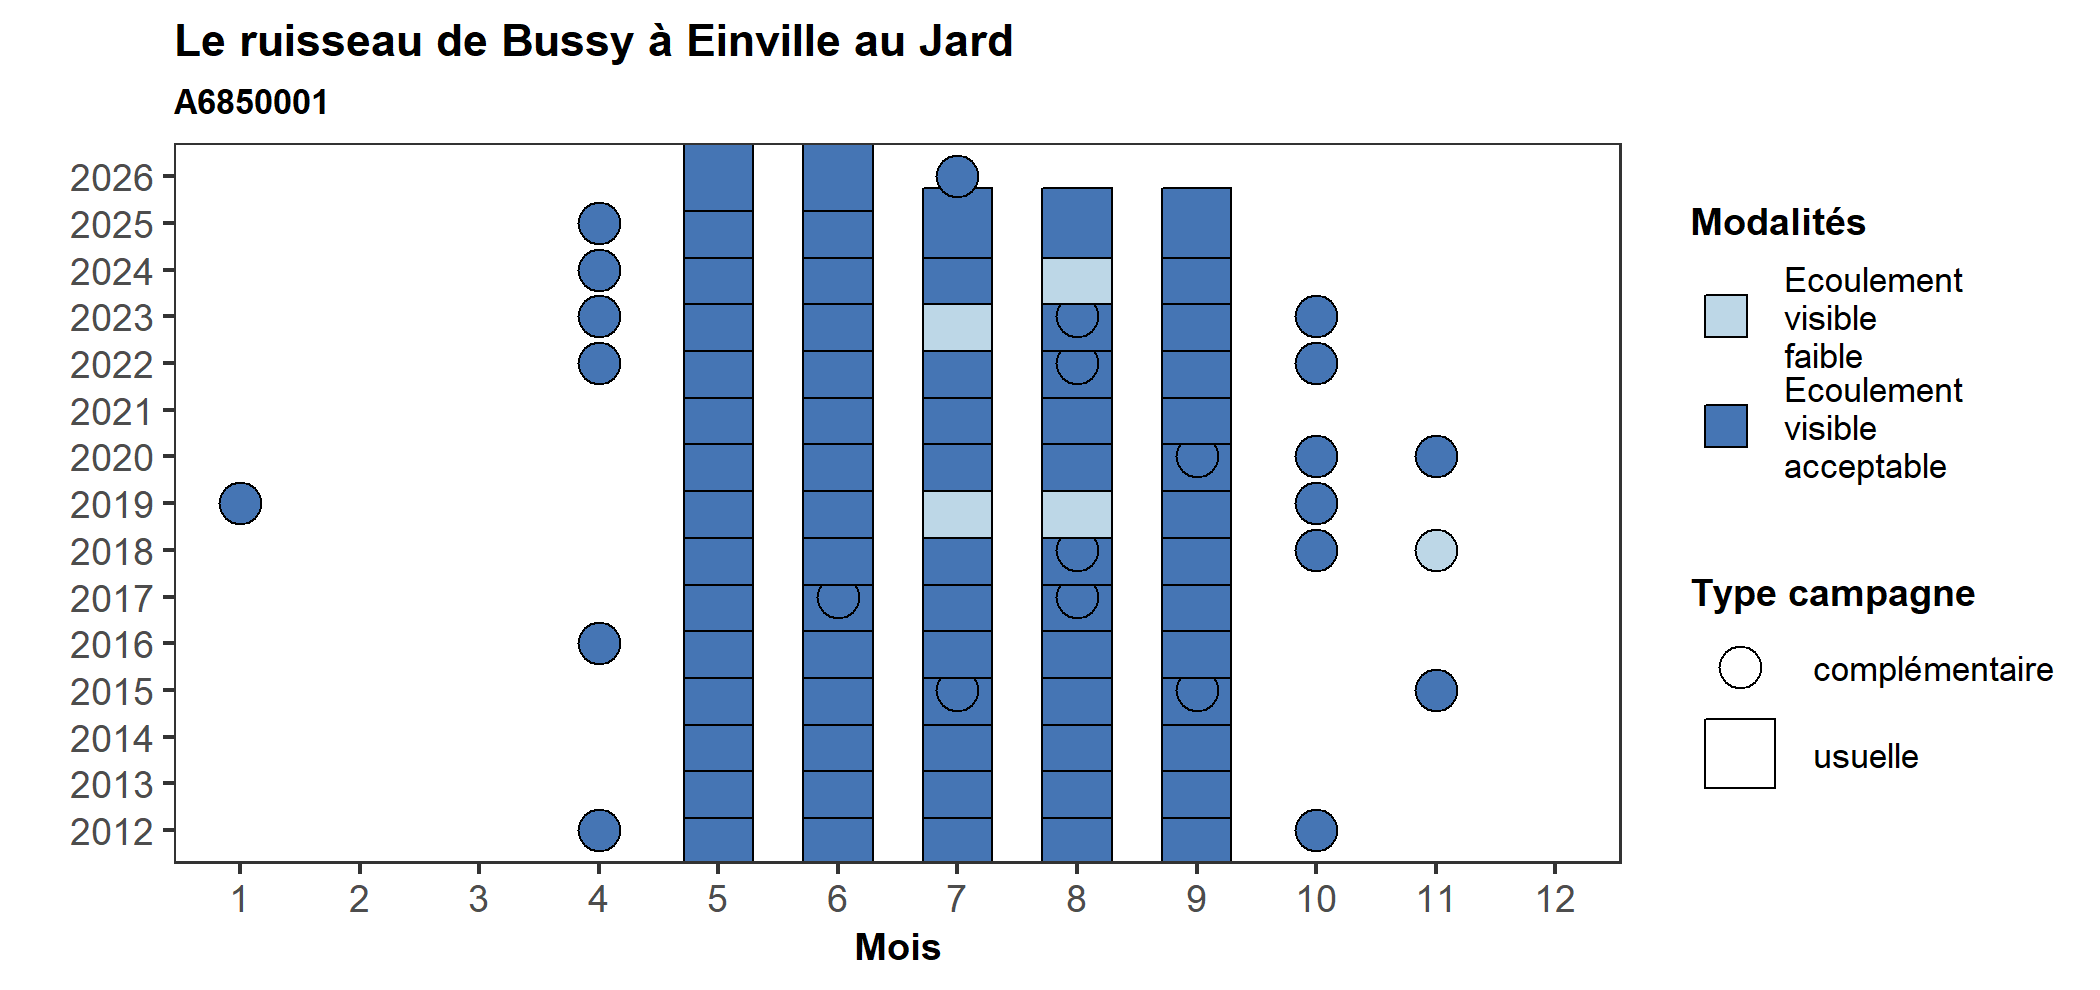 Le ruisseau de Bussy à Einville au Jard
A6850001
2026
2025
2024
2023
2022
2021
2020
2019
2018
2017
2016
2015
2014
2013
2012
1 2 3 4 5 6 7 8 9 10 11 12
Mois
Modalités
Ecoulement
visible
faible
Ecoulement
visible
acceptable
Type campagne
complémentaire
usuelle